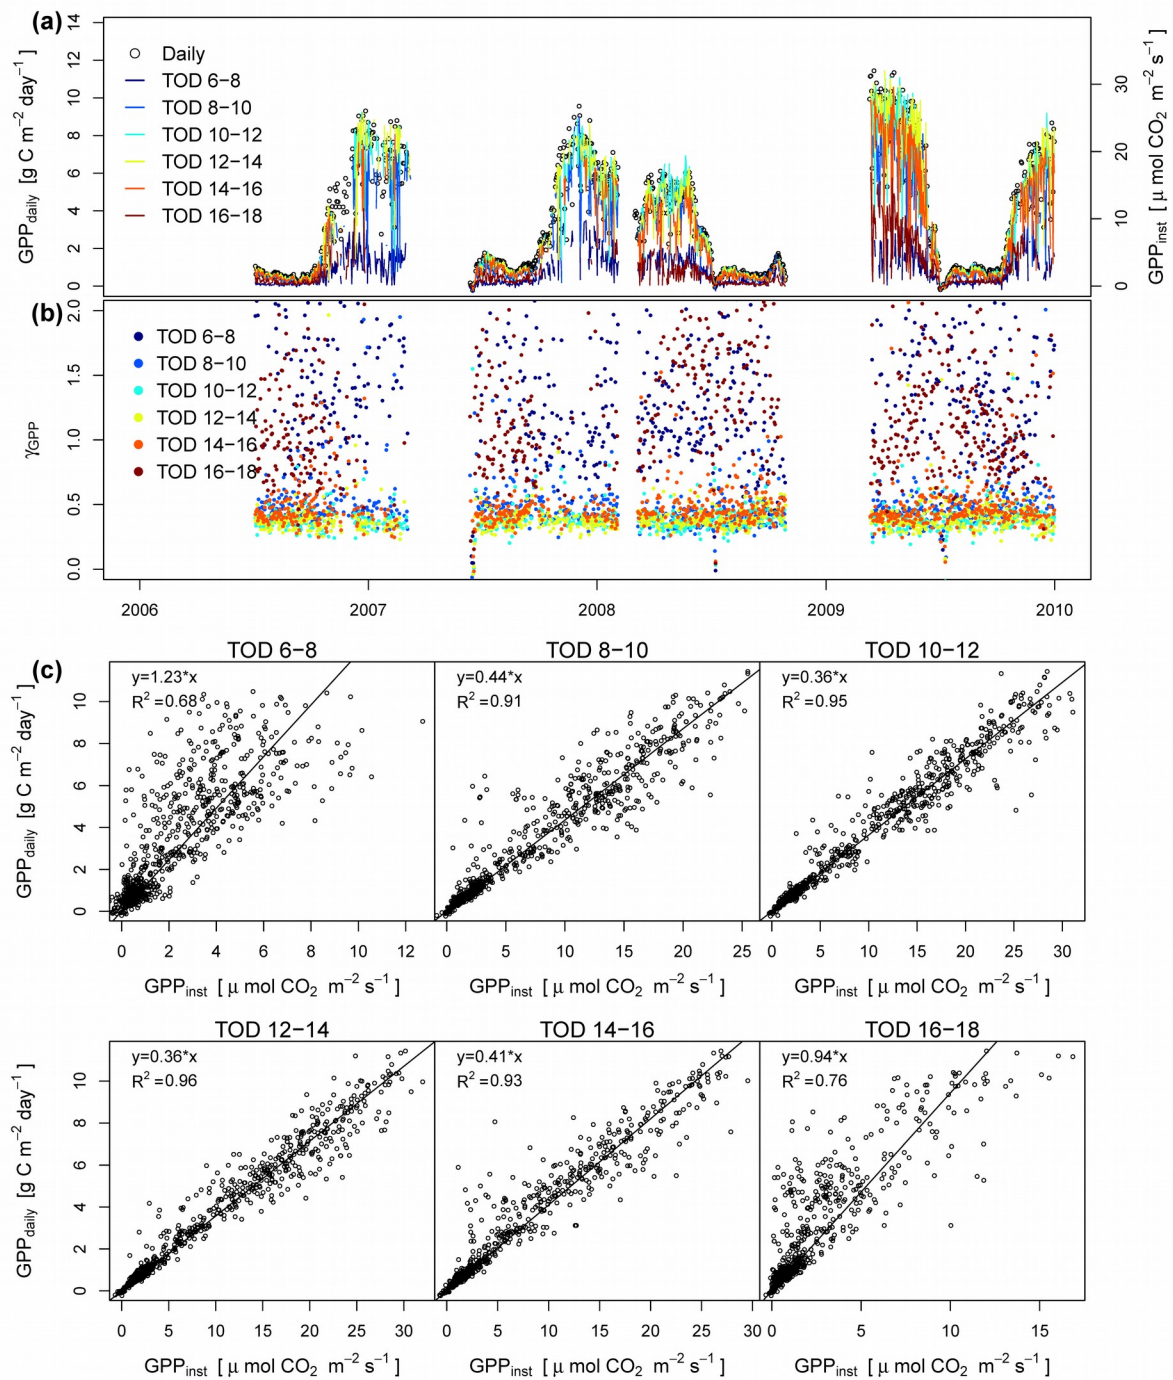 (a)
14
12
10
8
6
4
2
0
GPPdaily [ g C m−2 day−1 ]
Daily
TOD 6−8
TOD 8−10
TOD 10−12
TOD 12−14
TOD 14−16
TOD 16−18
30
20
10
0
GPPinst [ μ mol CO2 m−2 s−1 ]
(b)
2.0
1.5
1.0
0.5
0.0
γGPP
TOD 6−8
TOD 8−10
TOD 10−12
TOD 12−14
TOD 14−16
TOD 16−18
2006 2007 2008 2009 2010
(c)
TOD 6−8 TOD 8−10 TOD 10−12
y=1.23*x y=0.44*x y=0.36*x
R2=0.68 R2=0.91 R2=0.95
10
8
6
4
2
0
GPPdaily [ g C m−2 day−1 ]
0 2 4 6 8 10 12 0 5 10 15 20 25 0 5 10 15 20 25 30
GPPinst [ μ mol CO2 m−2 s−1 ] GPPinst [ μ mol CO2 m−2 s−1 ] GPPinst [ μ mol CO2 m−2 s−1 ]
TOD 12−14 TOD 14−16 TOD 16−18
y=0.36*x y=0.41*x y=0.94*x
R2=0.96 R2=0.93 R2=0.76
10
8
6
4
2
0
GPPdaily [ g C m−2 day−1 ]
0 5 10 15 20 25 30 0 5 10 15 20 25 30 0 5 10 15
GPPinst [ μ mol CO2 m−2 s−1 ] GPPinst [ μ mol CO2 m−2 s−1 ] GPPinst [ μ mol CO2 m−2 s−1 ]